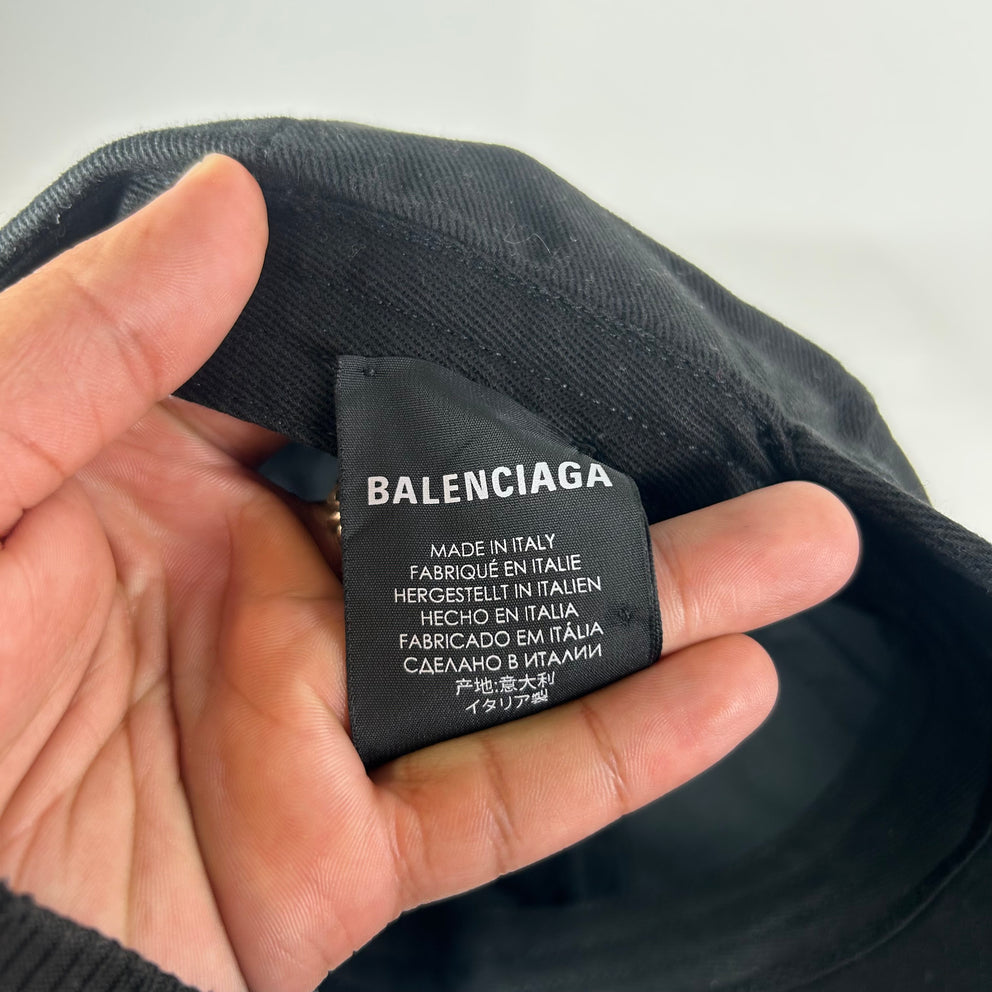 BALENCIAGA
MADE IN ITALY
FABRIQUÉ EN ITALIE
HERGESTELLT IN ITALIEN
HECHO EN ITALIA
FABRICADO EM ITÁLIA
СДЕЛАНО В ИТАЛИИ
产地:意大利
イタリア製